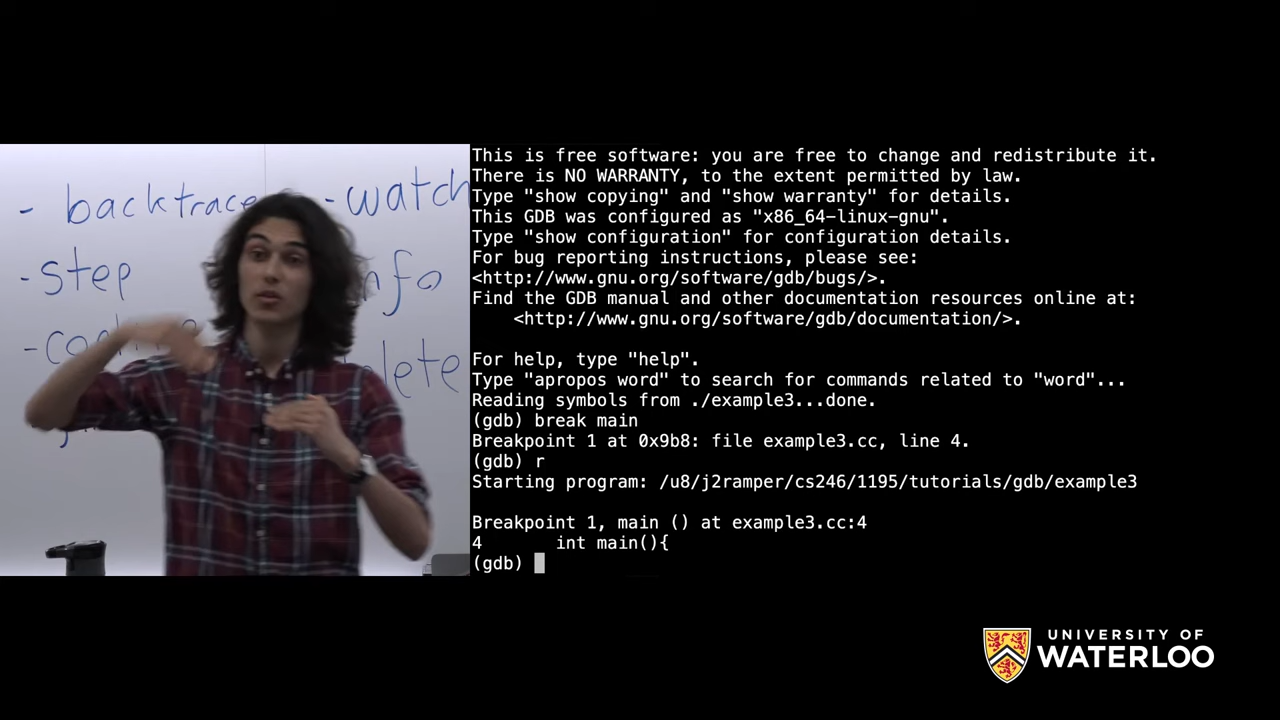 - backtrace
- watch
- step
info
- continue
delete
This is free software: you are free to change and redistribute it.
There is NO WARRANTY, to the extent permitted by law.
Type "show copying" and "show warranty" for details.
This GDB was configured as "x86_64-linux-gnu".
Type "show configuration" for configuration details.
For bug reporting instructions, please see:
<http://www.gnu.org/software/gdb/bugs/>.
Find the GDB manual and other documentation resources online at:
<http://www.gnu.org/software/gdb/documentation/>.
For help, type "help".
Type "apropos word" to search for commands related to "word"...
Reading symbols from ./example3...done.
(gdb) break main
Breakpoint 1 at 0x9b8: file example3.cc, line 4.
(gdb) r
Starting program: /u8/j2ramper/cs246/1195/tutorials/gdb/example3
Breakpoint 1, main () at example3.cc:4
4 int main(){
(gdb)
UNIVERSITY OF
WATERLOO